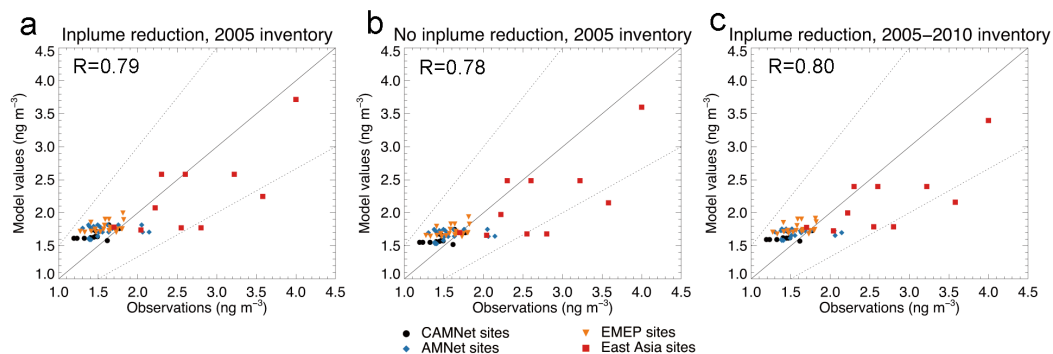 a
Inplume reduction, 2005 inventory
R=0.79
Model values (ng m⁻³)
4.5
4.0
3.5
3.0
2.5
2.0
1.5
1.0
1.0 1.5 2.0 2.5 3.0 3.5 4.0 4.5
Observations (ng m⁻³)
b
No inplume reduction, 2005 inventory
R=0.78
Model values (ng m⁻³)
4.5
4.0
3.5
3.0
2.5
2.0
1.5
1.0
1.0 1.5 2.0 2.5 3.0 3.5 4.0 4.5
Observations (ng m⁻³)
c
Inplume reduction, 2005−2010 inventory
R=0.80
Model values (ng m⁻³)
4.5
4.0
3.5
3.0
2.5
2.0
1.5
1.0
1.0 1.5 2.0 2.5 3.0 3.5 4.0 4.5
Observations (ng m⁻³)
CAMNet sites
AMNet sites
EMEP sites
East Asia sites